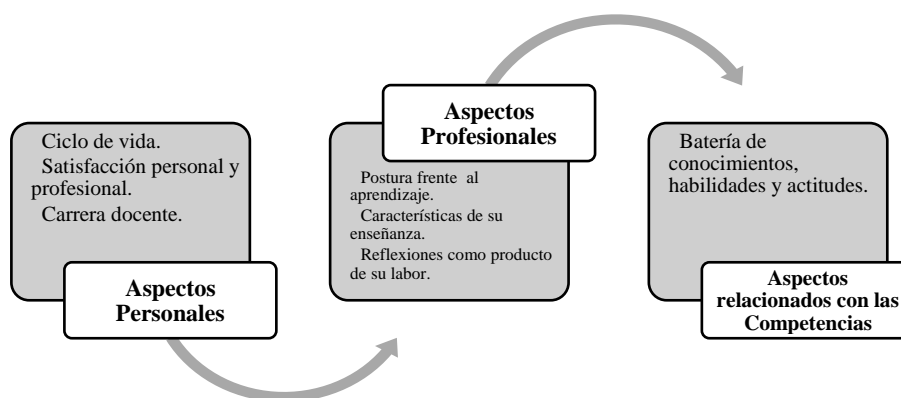 Ciclo de vida.
Satisfacción personal y
profesional.
Carrera docente.
Aspectos
Personales
Aspectos
Profesionales
Postura frente al
aprendizaje.
Características de su
enseñanza.
Reflexiones como producto
de su labor.
Batería de
conocimientos,
habilidades y actitudes.
Aspectos
relacionados con las
Competencias